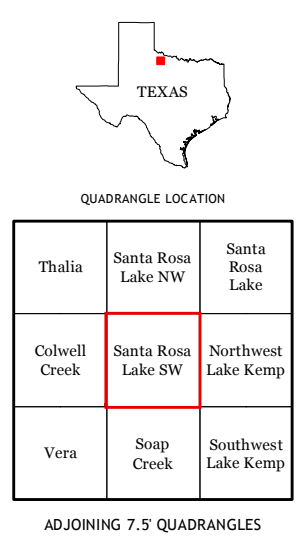 TEXAS
QUADRANGLE LOCATION
Thalia
Santa Rosa
Lake NW
Santa
Rosa
Lake
Colwell
Creek
Santa Rosa
Lake SW
Northwest
Lake Kemp
Vera
Soap
Creek
Southwest
Lake Kemp
ADJOINING 7.5' QUADRANGLES